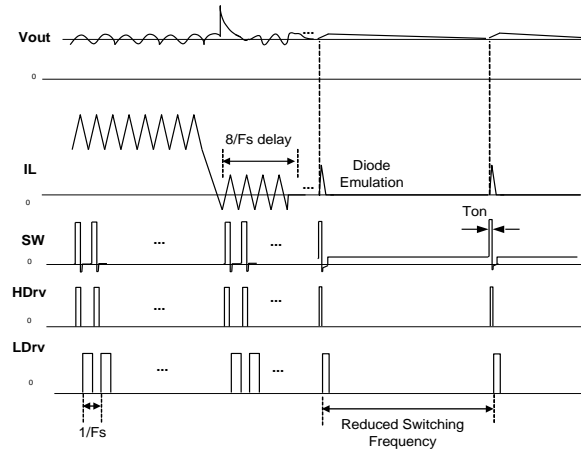 Vout
...
0
8/Fs delay
IL
...
Diode
Emulation
0
Ton
SW
...
...
0
HDrv
...
...
0
LDrv
...
...
0
1/Fs
Reduced Switching
Frequency